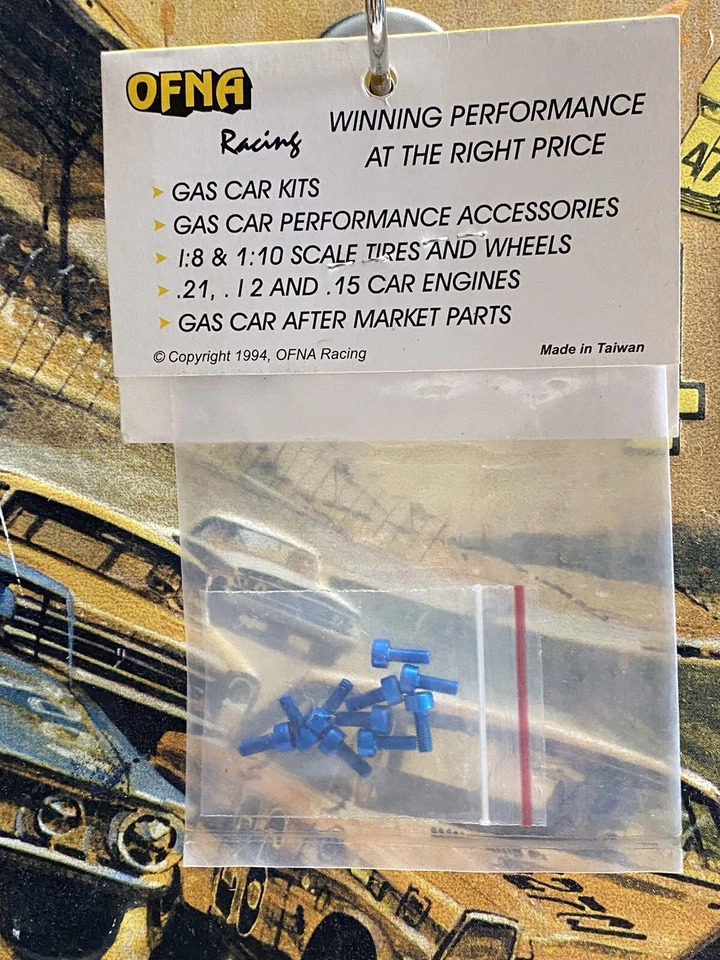 OFNA
Racing
WINNING PERFORMANCE
AT THE RIGHT PRICE
GAS CAR KITS
GAS CAR PERFORMANCE ACCESSORIES
1:8 & 1:10 SCALE TIRES AND WHEELS
.21, .12 AND .15 CAR ENGINES
GAS CAR AFTER MARKET PARTS
© Copyright 1994, OFNA Racing
Made in Taiwan
47